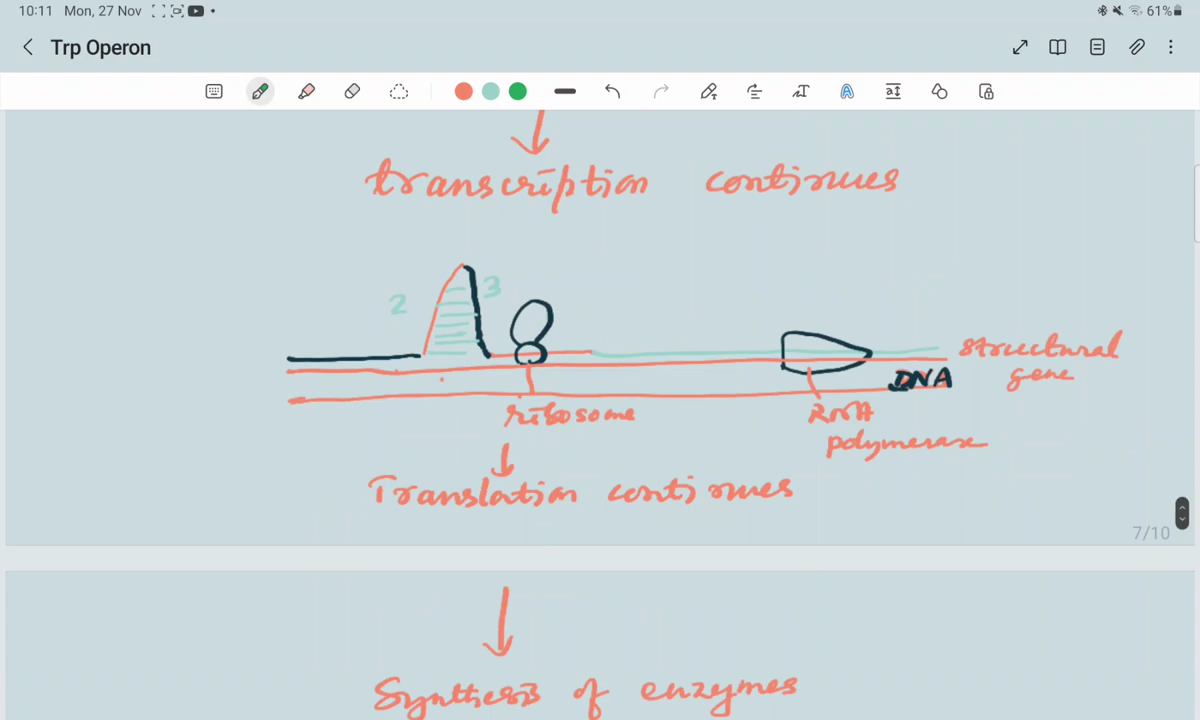 10:11 Mon, 27 Nov
61%
Trp Operon
transcription continues
2
3
structural
gene
DNA
ribosome
RNA
polymerase
Translation continues
7/10
Synthesis of enzymes